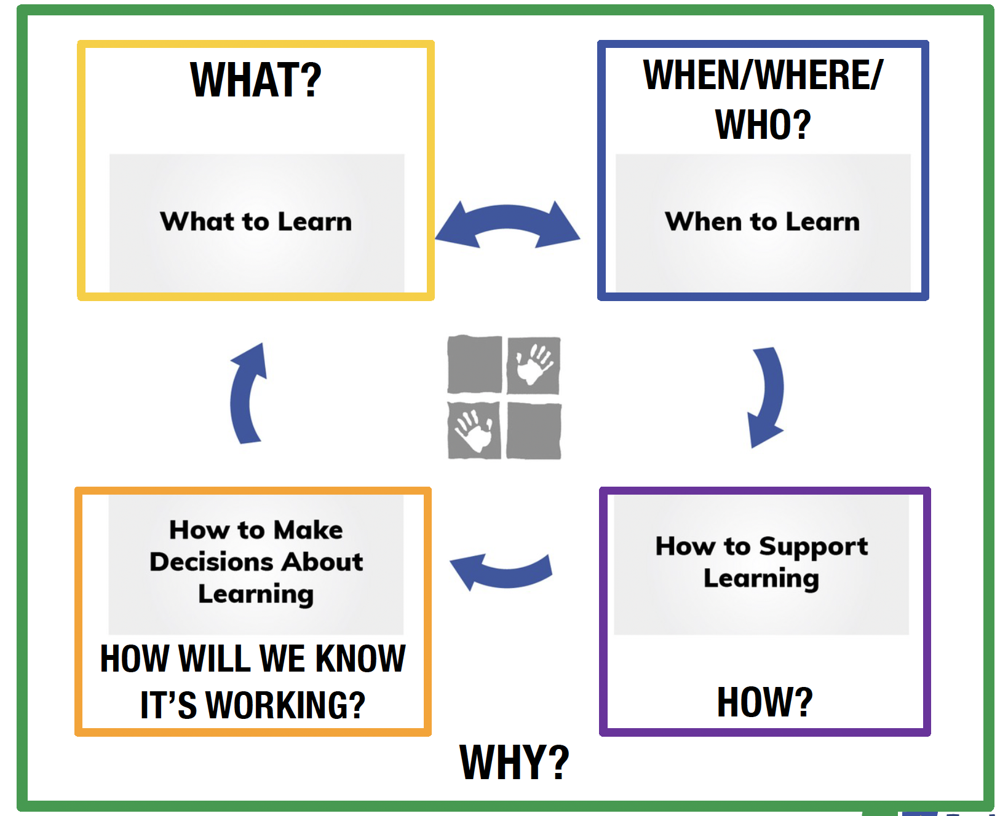 WHAT?
What to Learn
WHEN/WHERE/
WHO?
When to Learn
How to Make
Decisions About
Learning
HOW WILL WE KNOW
IT’S WORKING?
How to Support
Learning
HOW?
WHY?